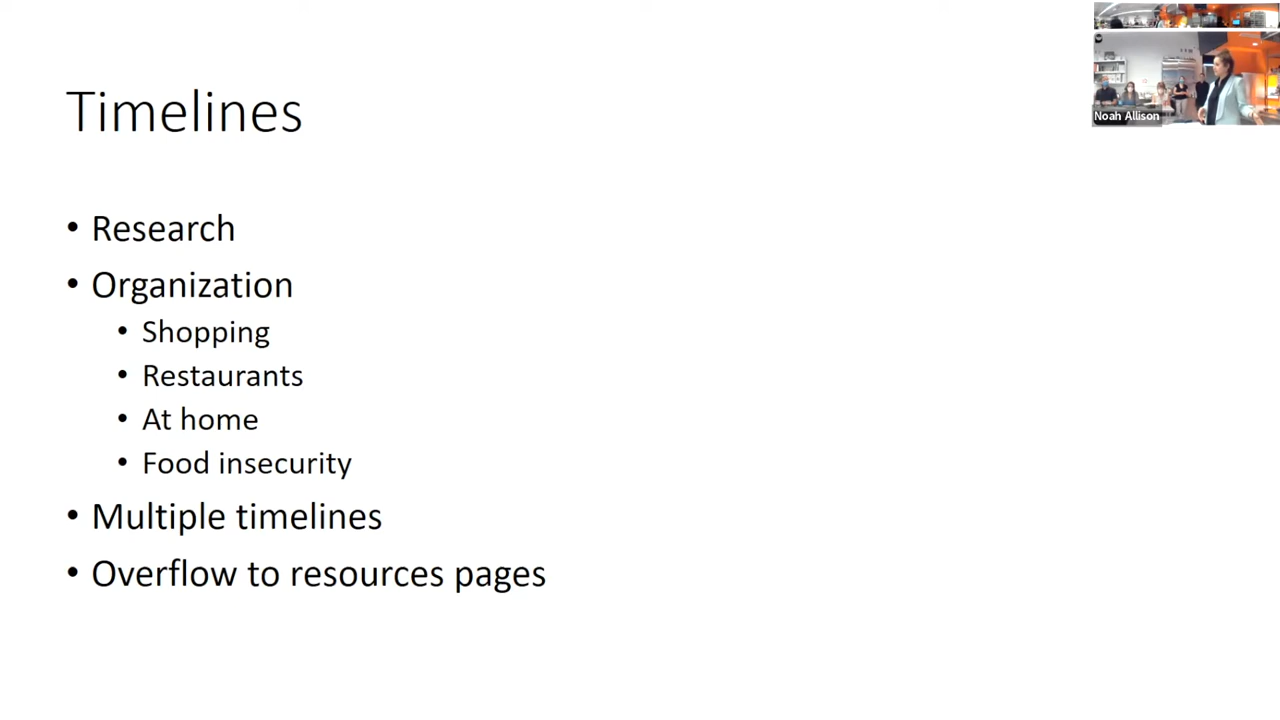 Noah Allison
Timelines
• Research
• Organization
• Shopping
• Restaurants
• At home
• Food insecurity
• Multiple timelines
• Overflow to resources pages